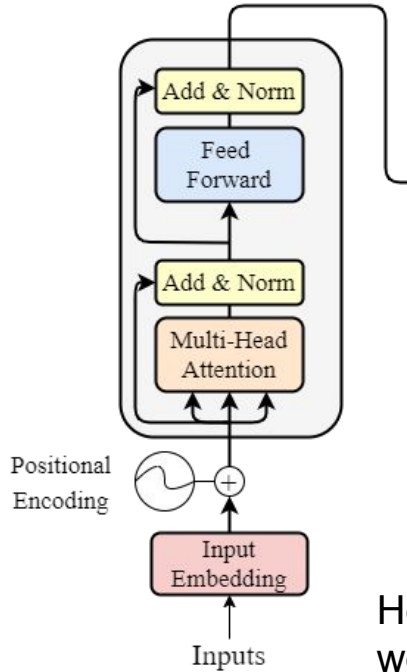 Add & Norm
Feed
Forward
Add & Norm
Multi-Head
Attention
Positional
Encoding
Input
Embedding
Inputs